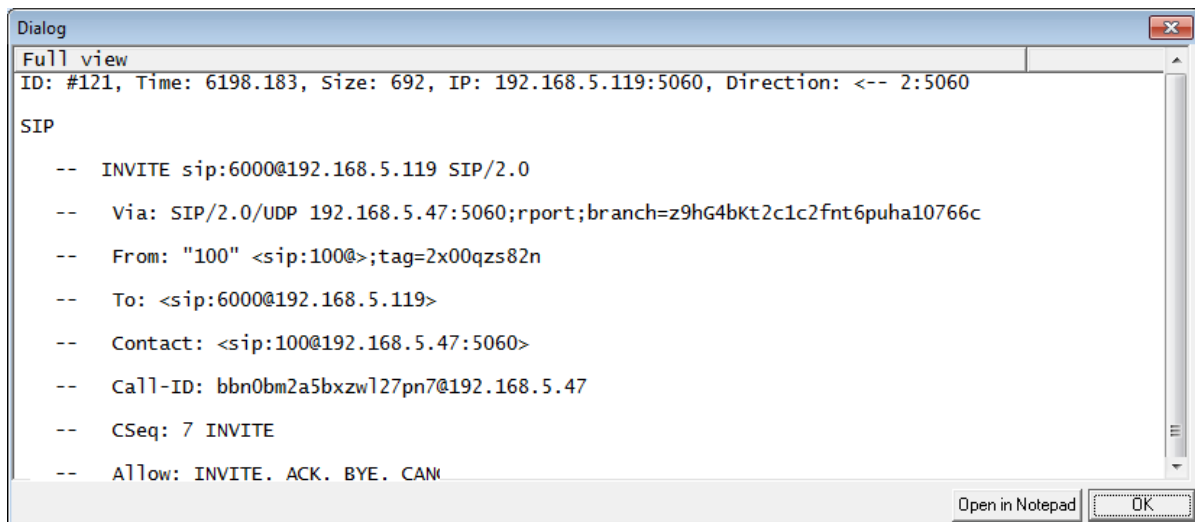 Dialog
Full view
ID: #121, Time: 6198.183, Size: 692, IP: 192.168.5.119:5060, Direction: <-- 2:5060
SIP
-- INVITE sip:6000@192.168.5.119 SIP/2.0
-- Via: SIP/2.0/UDP 192.168.5.47:5060;rport;branch=z9hG4bKt2c1c2fnt6puha10766c
-- From: "100" <sip:100@>;tag=2x00qzs82n
-- To: <sip:6000@192.168.5.119>
-- Contact: <sip:100@192.168.5.47:5060>
-- Call-ID: bbn0bm2a5bxzwl27pn7@192.168.5.47
-- CSeq: 7 INVITE
-- Allow: INVITE, ACK, BYE,
Open in Notepad OK